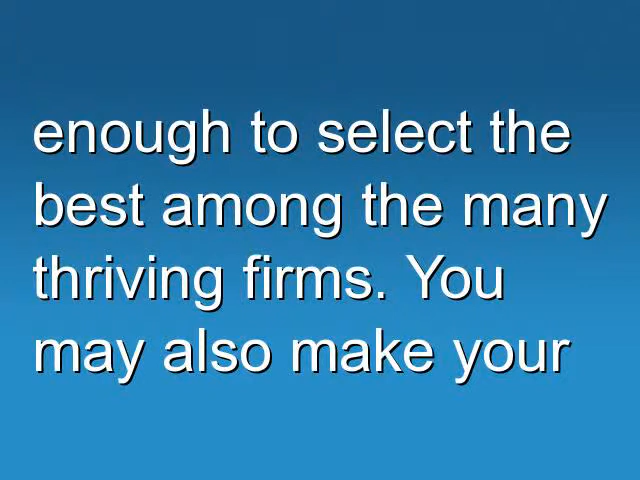 enough to select the
best among the many
thriving firms. You
may also make your